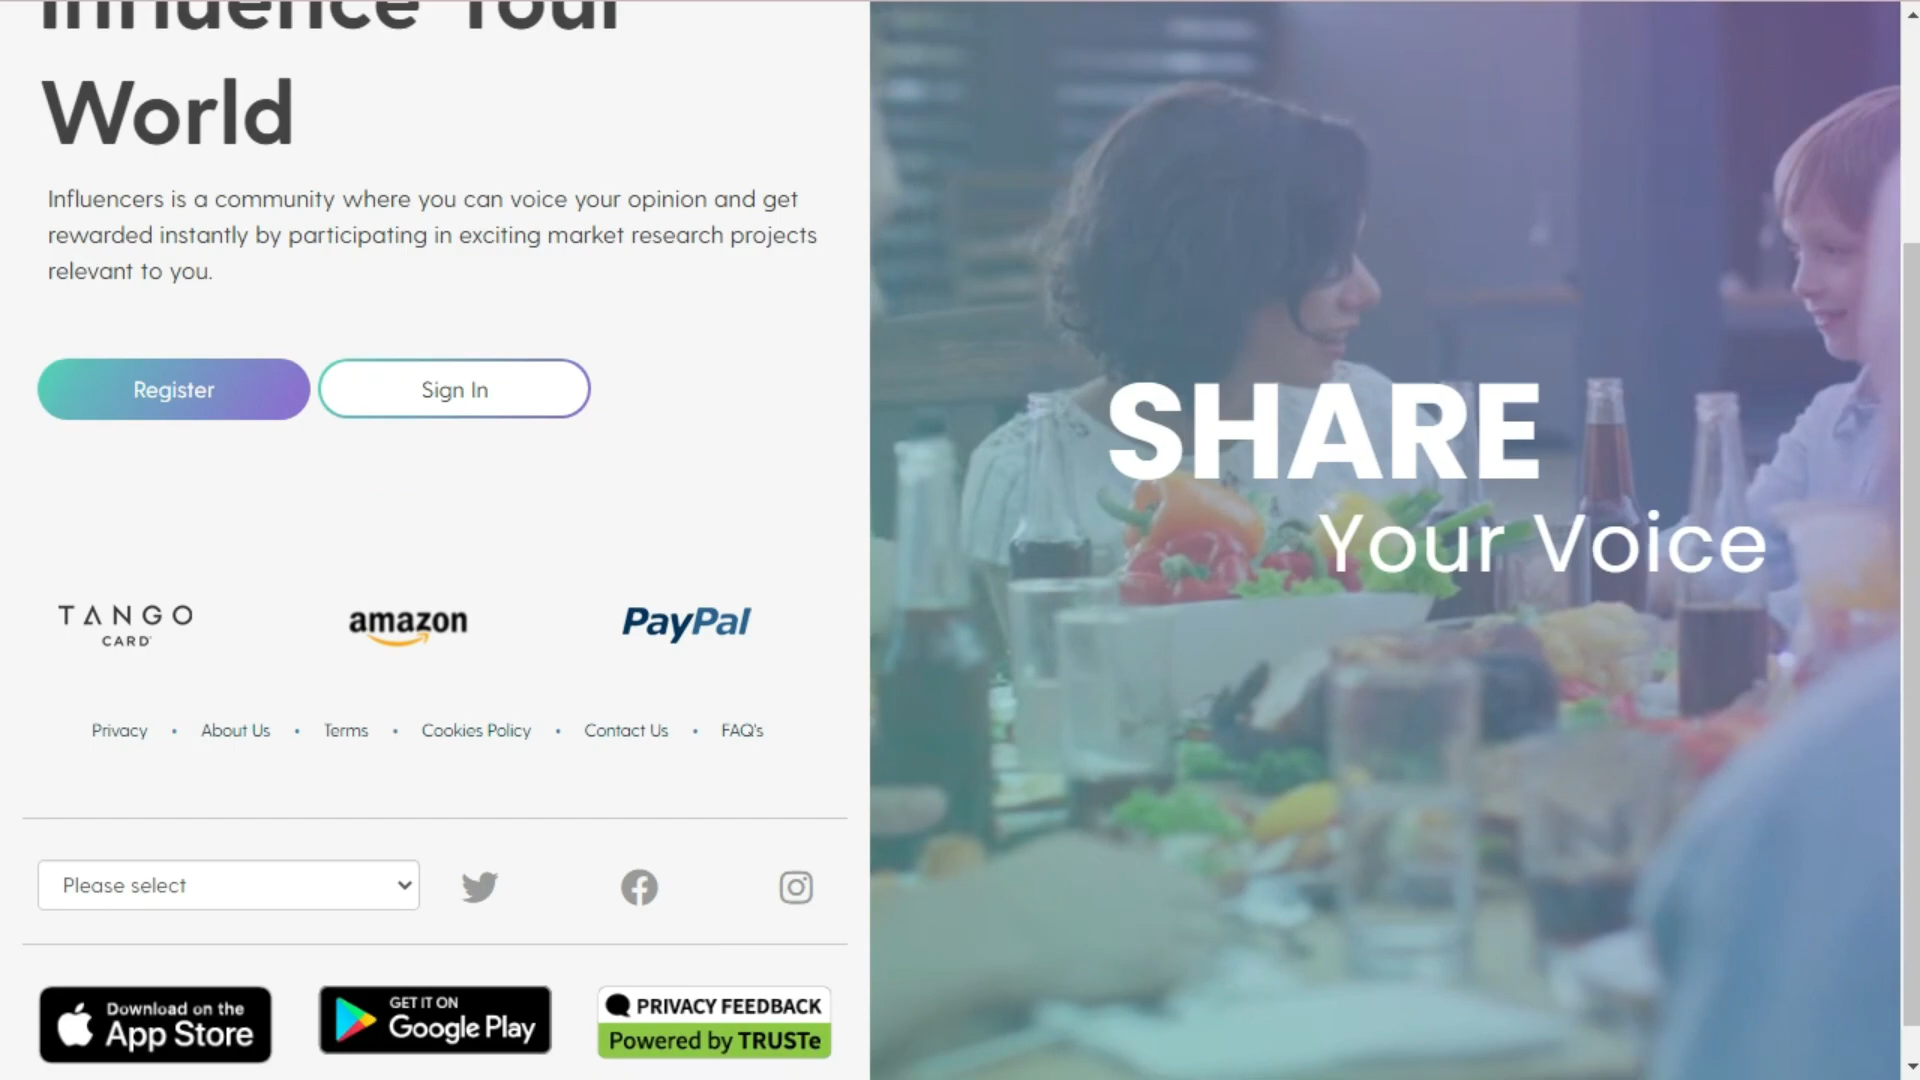 Influence Your
World
Influencers is a community where you can voice your opinion and get
rewarded instantly by participating in exciting market research projects
relevant to you.
Register
Sign In
TANGO
CARD
amazon
PayPal
Privacy • About Us • Terms • Cookies Policy • Contact Us • FAQ's
Please select
Download on the
App Store
GET IT ON
Google Play
PRIVACY FEEDBACK
Powered by TRUSTe
SHARE
Your Voice